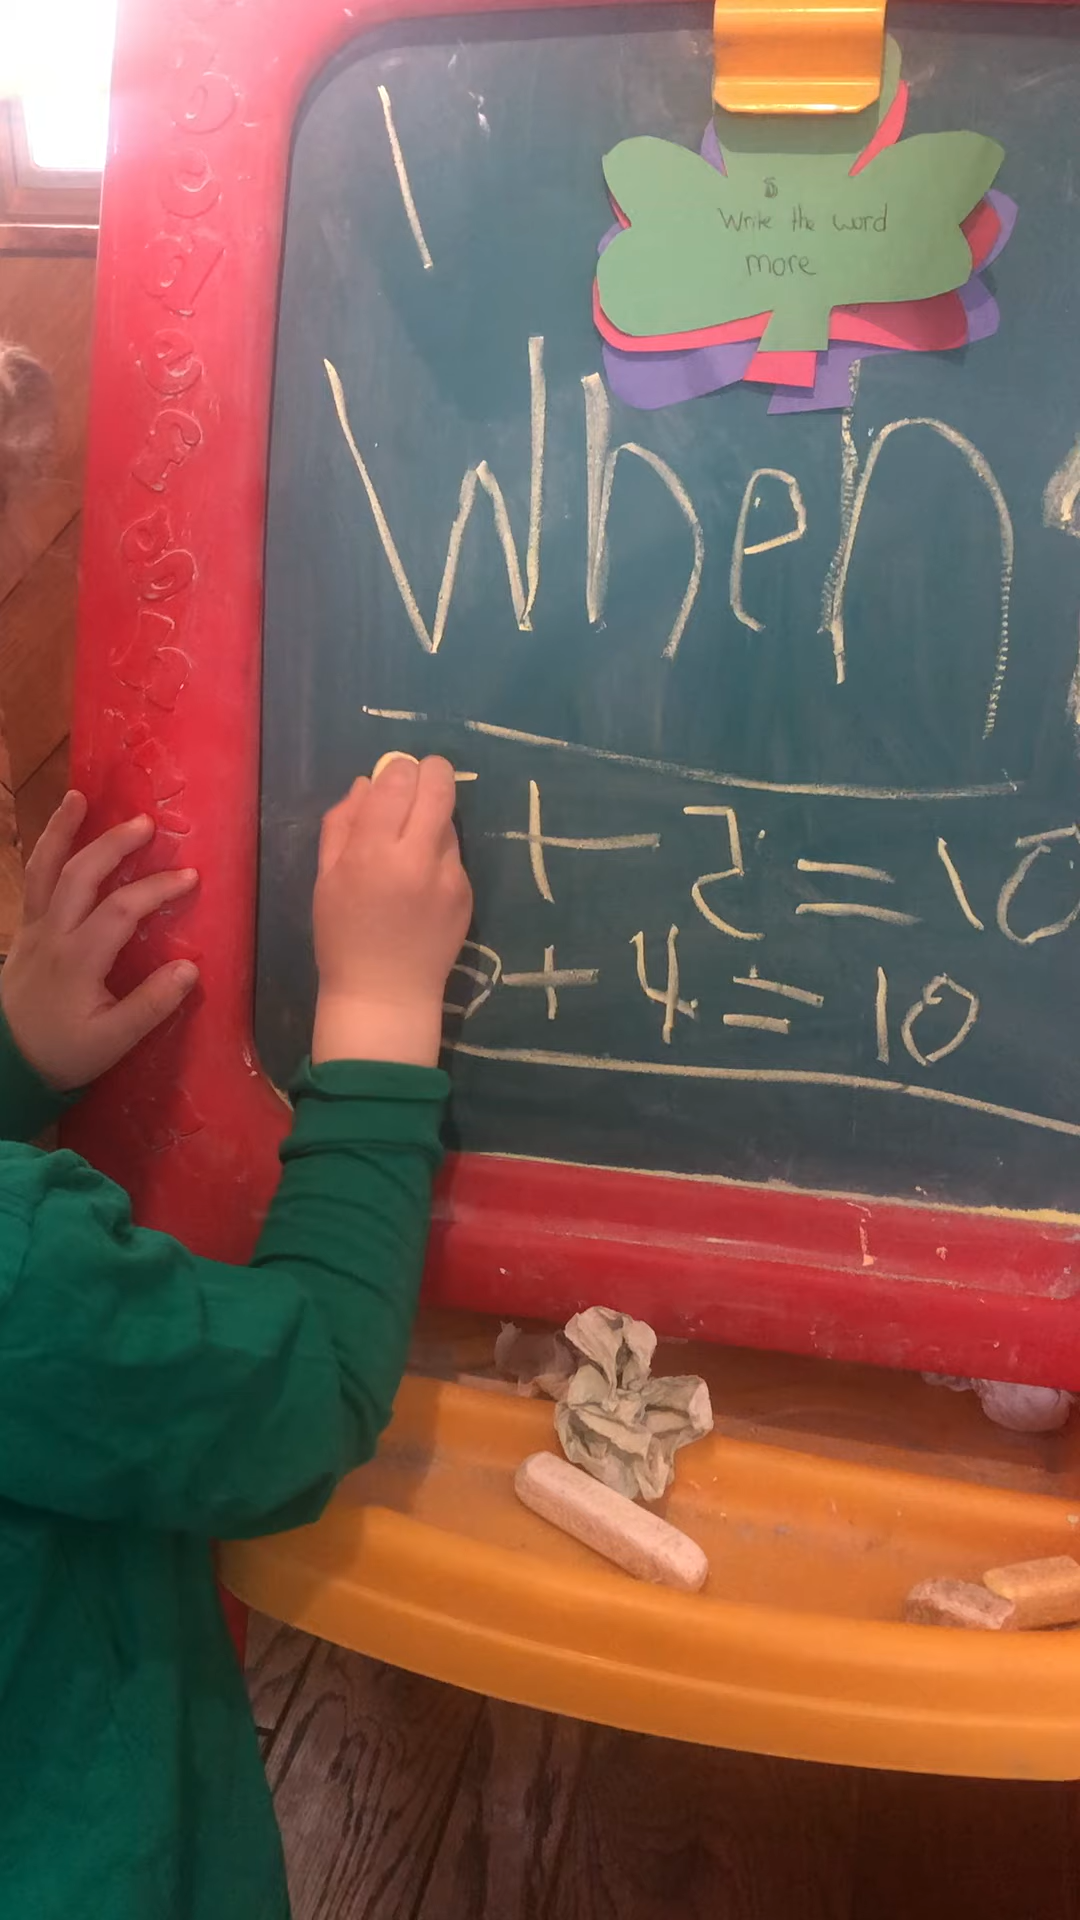 Write the word
more
When
+ 2 = 10
+ 4 = 10